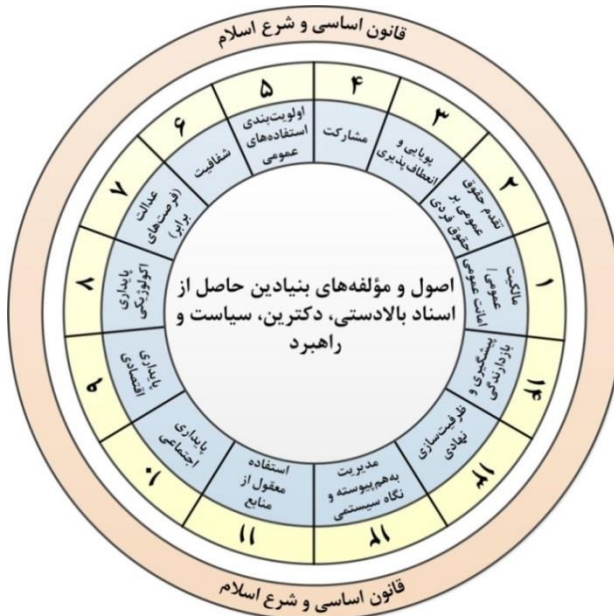 قانون اساسی و شرع اسلام
۱
مالکیت
عمومی /
امانت عمومی
۲
تقدم حقوق
عمومی بر
حقوق فردی
۳
پویایی و
انعطاف‌پذیری
۴
مشارکت
۵
اولویت‌بندی
استفاده‌های
عمومی
۶
شفافیت
۷
عدالت
(فرصت‌های
برابر)
۸
پایداری
اکولوژیکی
۹
پایداری
اقتصادی
۱۰
پایداری
اجتماعی
۱۱
استفاده
معقول از
منابع
۱۲
مدیریت
به‌هم‌پیوسته و
نگاه سیستمی
۱۳
ظرفیت‌سازی
نهادی
۱۴
پیشگیری و
بازدارندگی
اصول و مؤلفه‌های بنیادین حاصل از
اسناد بالادستی، دکترین، سیاست و
راهبرد
قانون اساسی و شرع اسلام